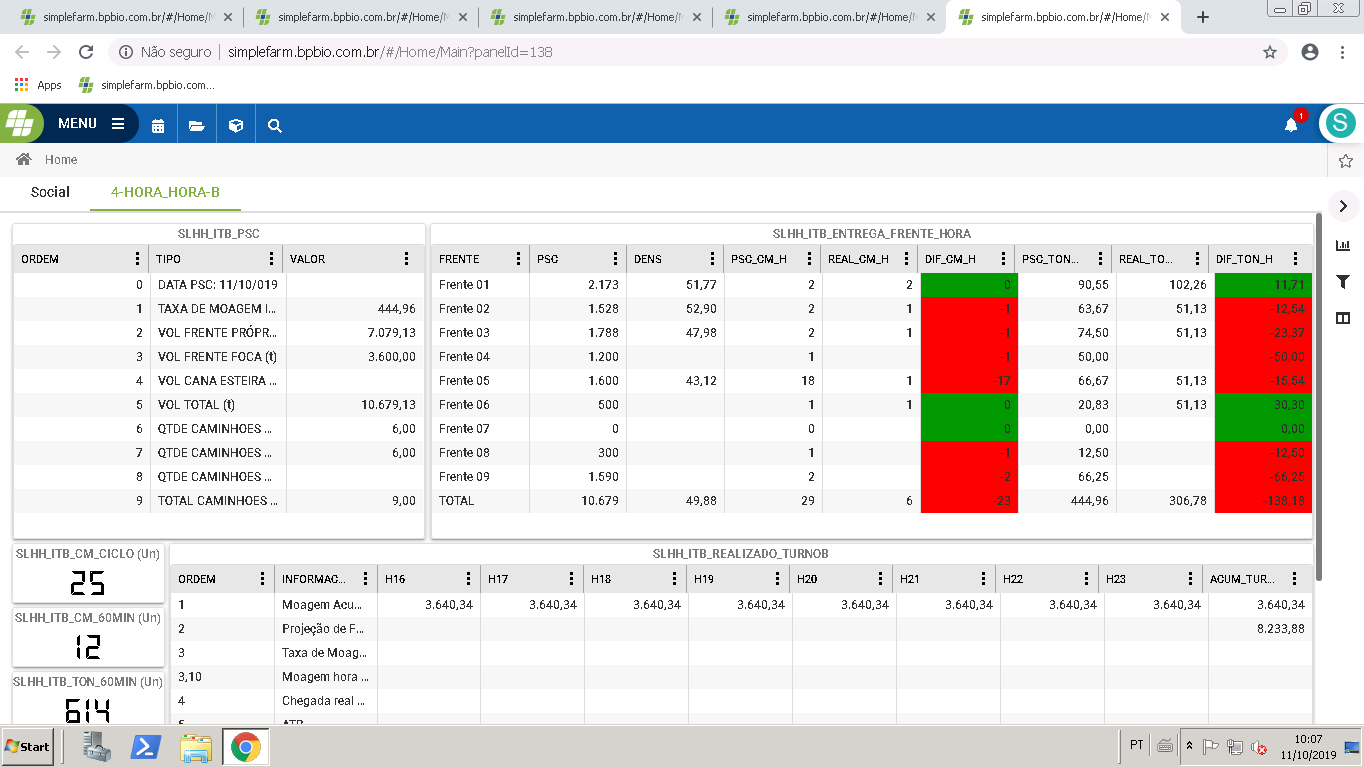 simplefarm.bpbio.com.br/#/Home/M simplefarm.bpbio.com.br/#/Home/M simplefarm.bpbio.com.br/#/Home/M simplefarm.bpbio.com.br/#/Home/M simplefarm.bpbio.com.br/#/Home/M
Não seguro simplefarm.bpbio.com.br/#/Home/Main?panelId=138
Apps simplefarm.bpbio.com....
MENU 1 S
Home
Social 4-HORA_HORA-B
SLHH_ITB_PSC
ORDEM TIPO VALOR
0 DATA PSC: 11/10/019
1 TAXA DE MOAGEM I... 444,96
2 VOL FRENTE PRÓPR... 7.079,13
3 VOL FRENTE FOCA (t) 3.600,00
4 VOL CANA ESTEIRA ...
5 VOL TOTAL (t) 10.679,13
6 QTDE CAMINHOES ... 6,00
7 QTDE CAMINHOES ... 6,00
8 QTDE CAMINHOES ...
9 TOTAL CAMINHOES ... 9,00
SLHH_ITB_ENTREGA_FRENTE_HORA
FRENTE PSC DENS PSC_CM_H REAL_CM_H DIF_CM_H PSC_TON... REAL_TO... DIF_TON_H
Frente 01 2.173 51,77 2 2 0 90,55 102,26 11,71
Frente 02 1.528 52,90 2 1 -1 63,67 51,13 -12,54
Frente 03 1.788 47,98 2 1 -1 74,50 51,13 -23,37
Frente 04 1.200 1 -1 50,00 -50,00
Frente 05 1.600 43,12 18 1 -17 66,67 51,13 -15,54
Frente 06 500 1 1 0 20,83 51,13 30,30
Frente 07 0 0 0 0,00 0,00
Frente 08 300 1 -1 12,50 -12,50
Frente 09 1.590 2 -2 66,25 -66,25
TOTAL 10.679 49,88 29 6 -23 444,96 306,78 -138,18
SLHH_ITB_CM_CICLO (Un)
25
SLHH_ITB_CM_60MIN (Un)
12
SLHH_ITB_TON_60MIN (Un)
614
SLHH_ITB_REALIZADO_TURNOB
ORDEM INFORMAC... H16 H17 H18 H19 H20 H21 H22 H23 ACUM_TUR...
1 Moagem Acu... 3.640,34 3.640,34 3.640,34 3.640,34 3.640,34 3.640,34 3.640,34 3.640,34 3.640,34
2 Projeção de F... 8.233,88
3 Taxa de Moag...
3,10 Moagem hora ...
4 Chegada real ...
5 ATR
Start PT 10:07
11/10/2019